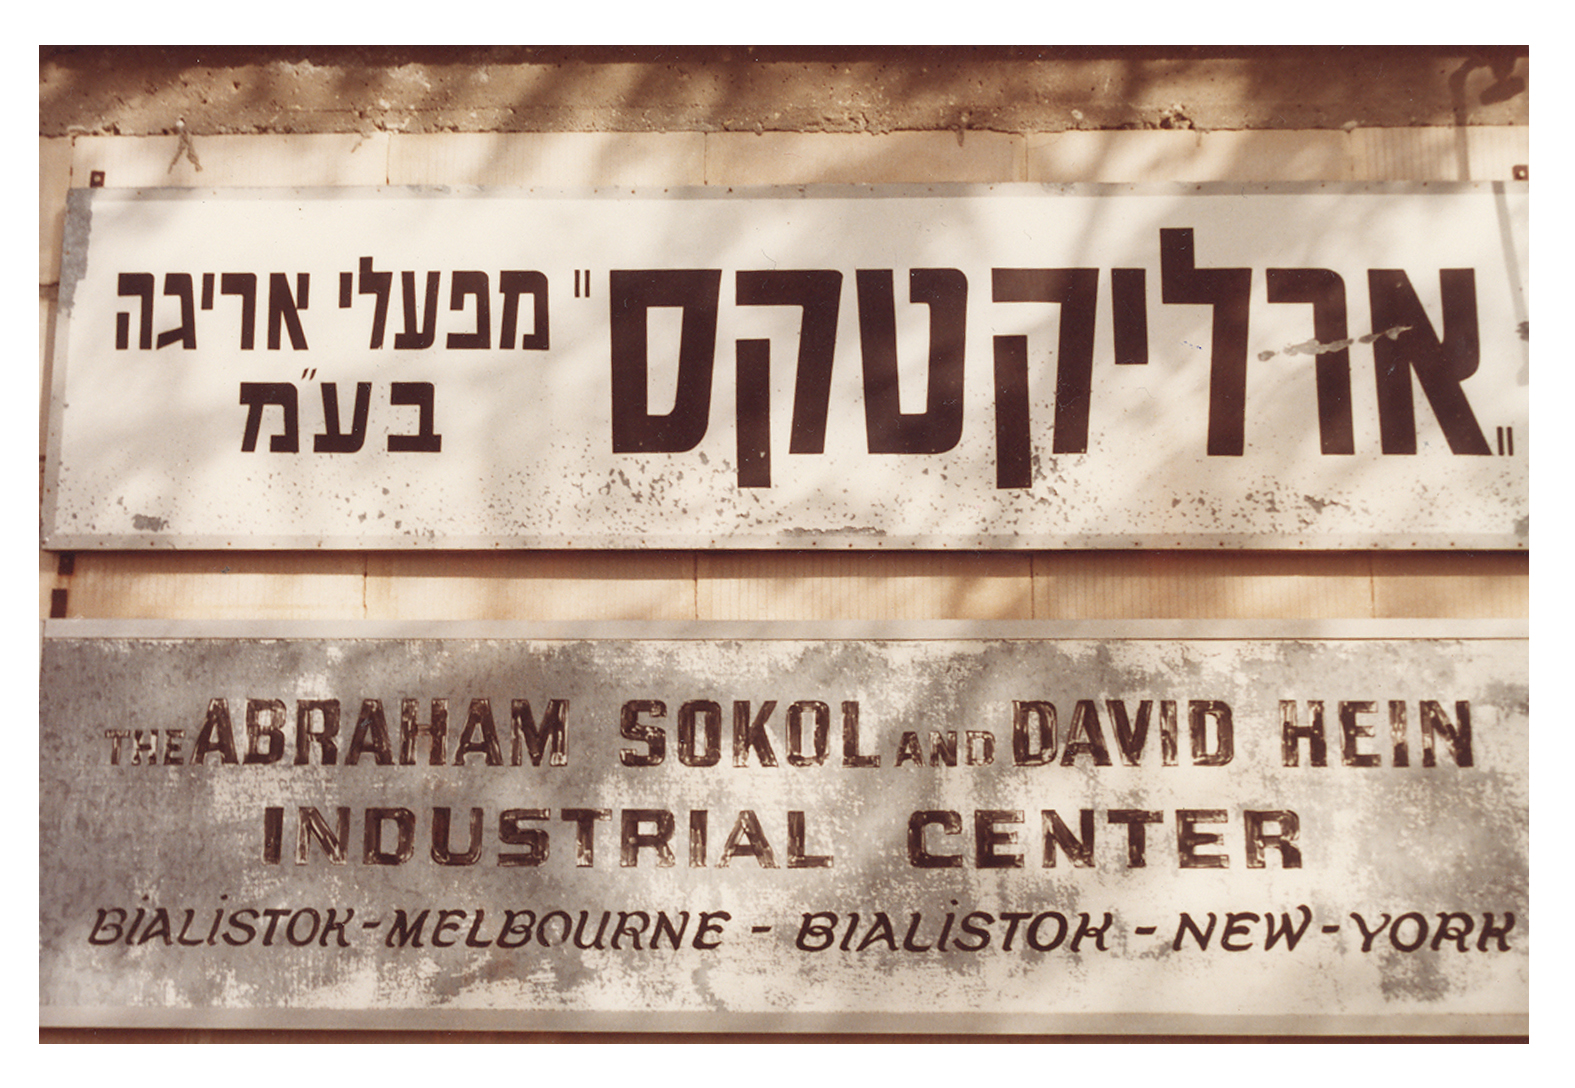 "ארליקטקס" מפעלי אריגה
בע"מ
THE ABRAHAM SOKOL AND DAVID HEIN
INDUSTRIAL CENTER
BIALISTOK-MELBOURNE - BIALISTOK - NEW-YORK